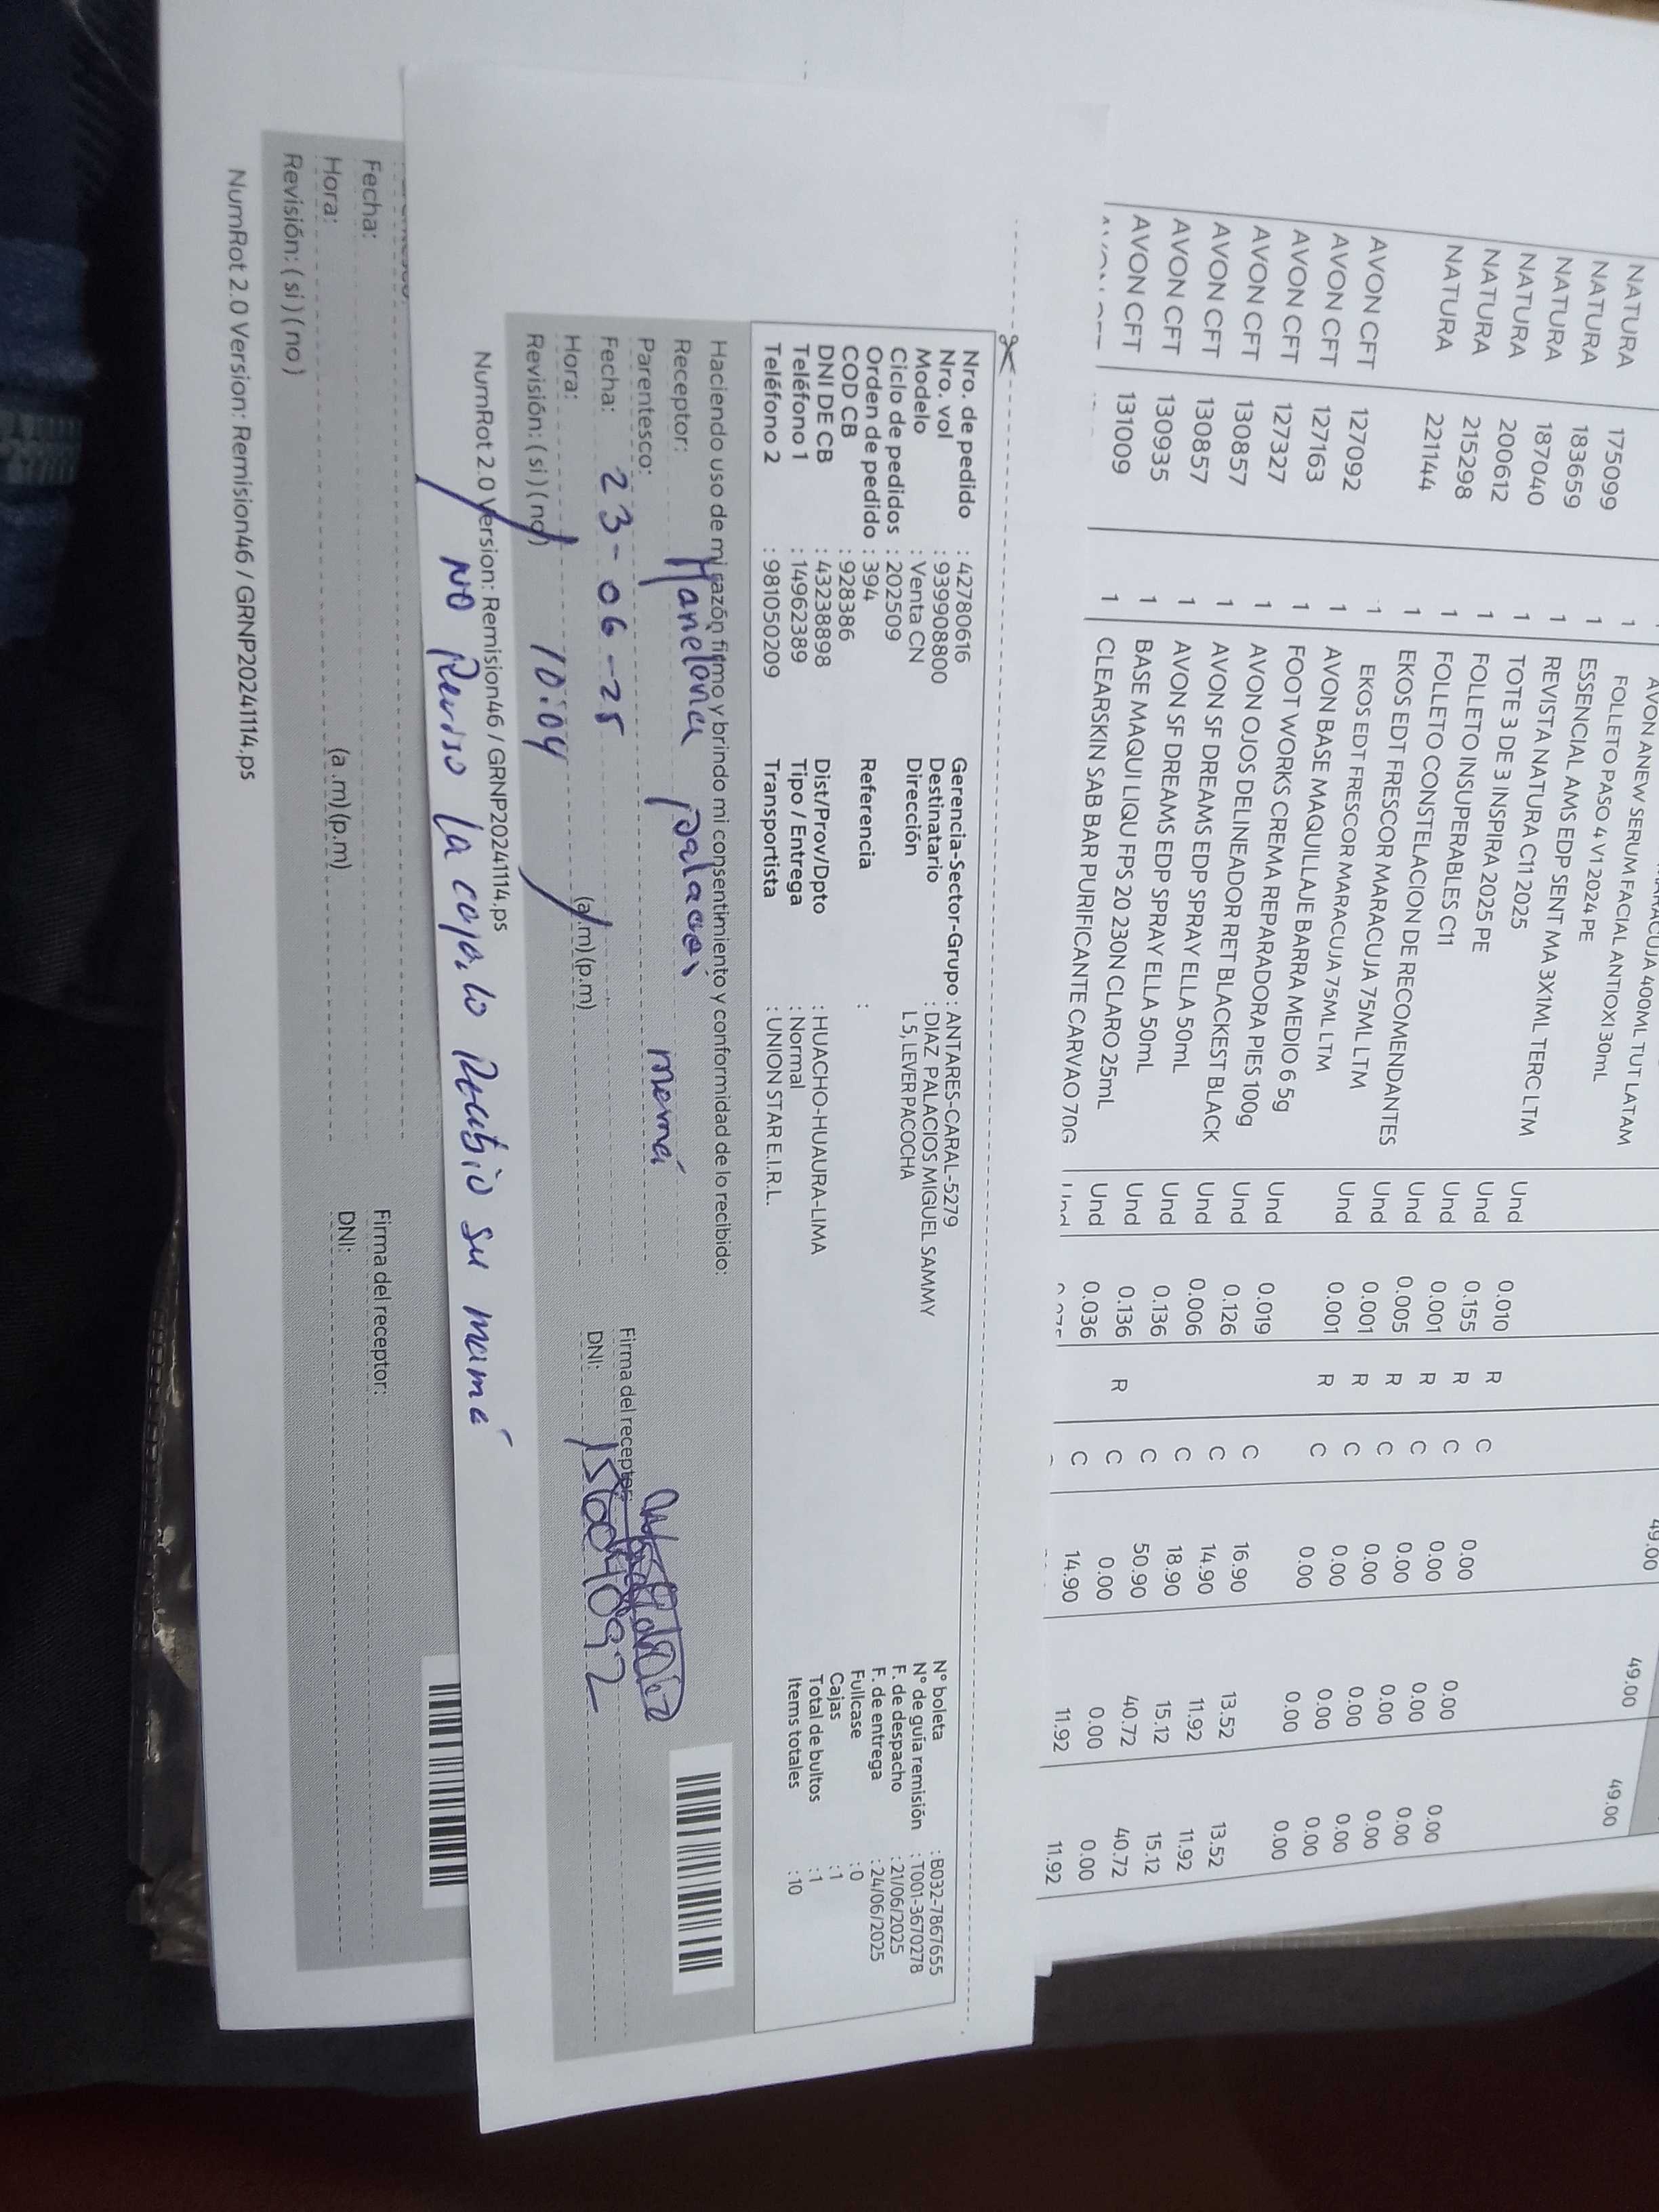 AVON ANEW SERUM FACIAL ANTIOXI 30mL 49.00 49.00 49.00
NATURA 175099 1 FOLLETO PASO 4 V1 2024 PE
NATURA 183659 1 ESSENCIAL AMS EDP SENT MA 3X1ML TERC LTM
NATURA 187040 1 REVISTA NATURA C11 2025 Und 0.010 R C 0.00 0.00 0.00
NATURA 200612 1 TOTE 3 DE 3 INSPIRA 2025 PE Und 0.155 R C 0.00 0.00 0.00
NATURA 215298 1 FOLLETO INSUPERABLES C11 Und 0.001 R C 0.00 0.00 0.00
NATURA 221144 1 FOLLETO CONSTELACION DE RECOMENDANTES Und 0.005 R C 0.00 0.00 0.00
EKOS EDT FRESCOR MARACUJA 75ML LTM Und 0.001 R C 0.00 0.00 0.00
AVON CFT 127092 1 EKOS EDT FRESCOR MARACUJA 75ML LTM Und 0.001 R C 0.00 0.00 0.00
AVON CFT 127163 1 AVON BASE MAQUILLAJE BARRA MEDIO 6 5g
AVON CFT 127327 1 FOOT WORKS CREMA REPARADORA PIES 100g Und 0.019 C 16.90 13.52 13.52
AVON CFT 130857 1 AVON OJOS DELINEADOR RET BLACKEST BLACK Und 0.126 C 14.90 11.92 11.92
AVON CFT 130857 1 AVON SF DREAMS EDP SPRAY ELLA 50mL Und 0.006 C 18.90 15.12 15.12
AVON CFT 130935 1 AVON SF DREAMS EDP SPRAY ELLA 50mL Und 0.136 C 50.90 40.72 40.72
AVON CFT 131009 1 BASE MAQUI LIQU FPS 20 230N CLARO 25mL Und 0.136 R C 0.00 0.00 0.00
1 CLEARSKIN SAB BAR PURIFICANTE CARVAO 70G Und 0.036 C 14.90 11.92 11.92
Nro. de pedido : 42780616 Gerencia-Sector-Grupo : ANTARES-CARAL-5279 N° boleta : B032-7867655
Nro. vol : 9399908800 Destinatario : DIAZ PALACIOS MIGUEL SAMMY N° de guía remisión : T001-3670278
Modelo : Venta CN Dirección L 5, LEVER PACOCHA F. de despacho : 21/06/2025
Ciclo de pedidos : 202509 F. de entrega : 24/06/2025
Orden de pedido : 394 Referencia : Fullcase : 0
COD CB : 928386 Cajas : 1
DNI DE CB : 43238898 Dist/Prov/Dpto : HUACHO-HUAURA-LIMA Total de bultos : 1
Teléfono 1 : 14962389 Tipo / Entrega : Normal Items totales : 10
Teléfono 2 : 981050209 Transportista : UNION STAR E.I.R.L.
Haciendo uso de mi razón firmo y brindo mi consentimiento y conformidad de lo recibido:
Receptor: palacios mamá
Parentesco:
Fecha: 23-06-25 Firma del receptor:
Hora: 10:04 (a.m)(p.m) DNI:
Revisión: ( si ) ( no )
NumRot 2.0 Version: Remision46 / GRNP20241114.ps
NO Reviso la caja, lo Recibio su mamá
Fecha: Firma del receptor:
Hora: (a.m)(p.m) DNI:
Revisión: ( si ) ( no )
NumRot 2.0 Version: Remision46 / GRNP20241114.ps